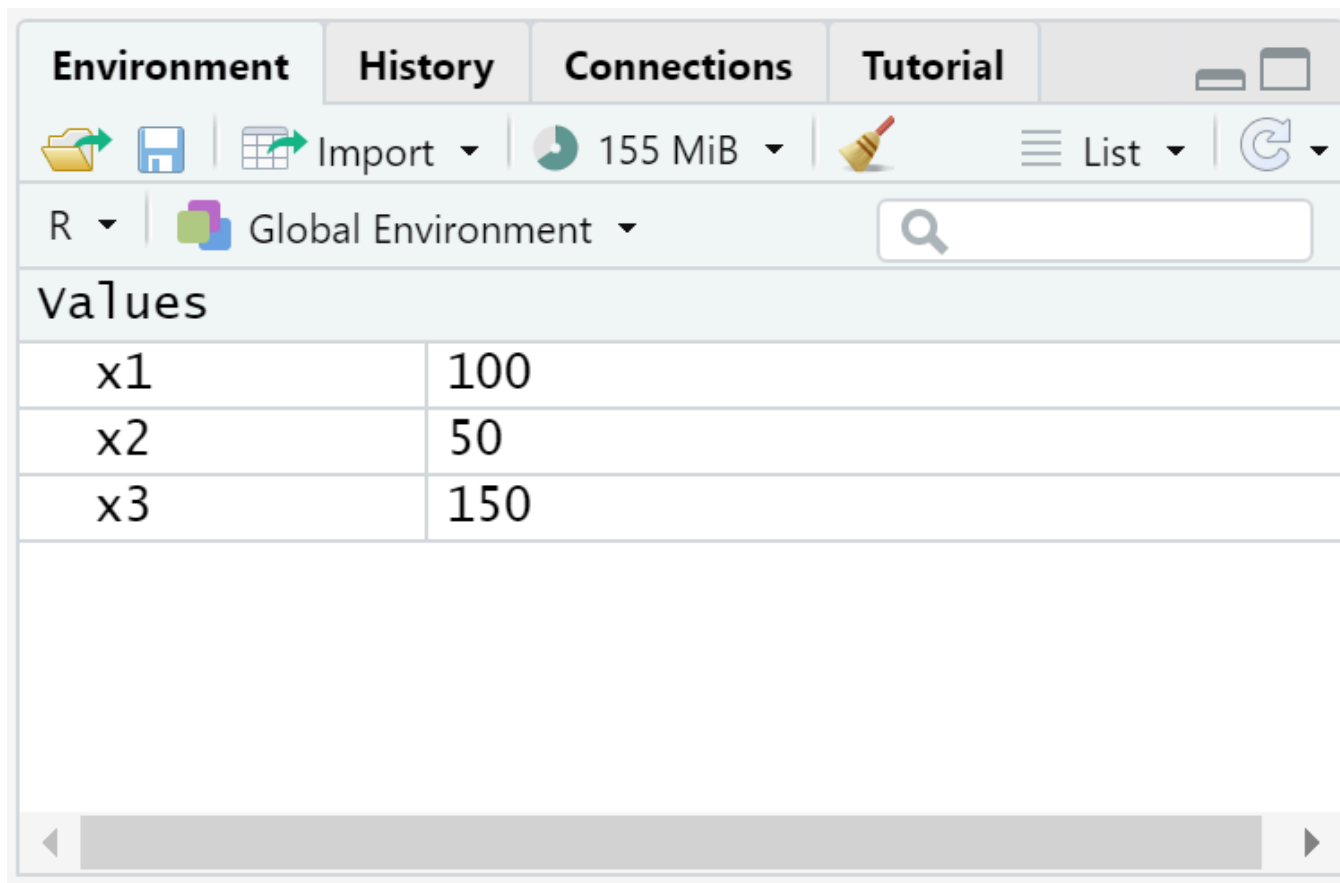 Environment History Connections Tutorial
Import 155 MiB List
R Global Environment
Values
x1 100
x2 50
x3 150